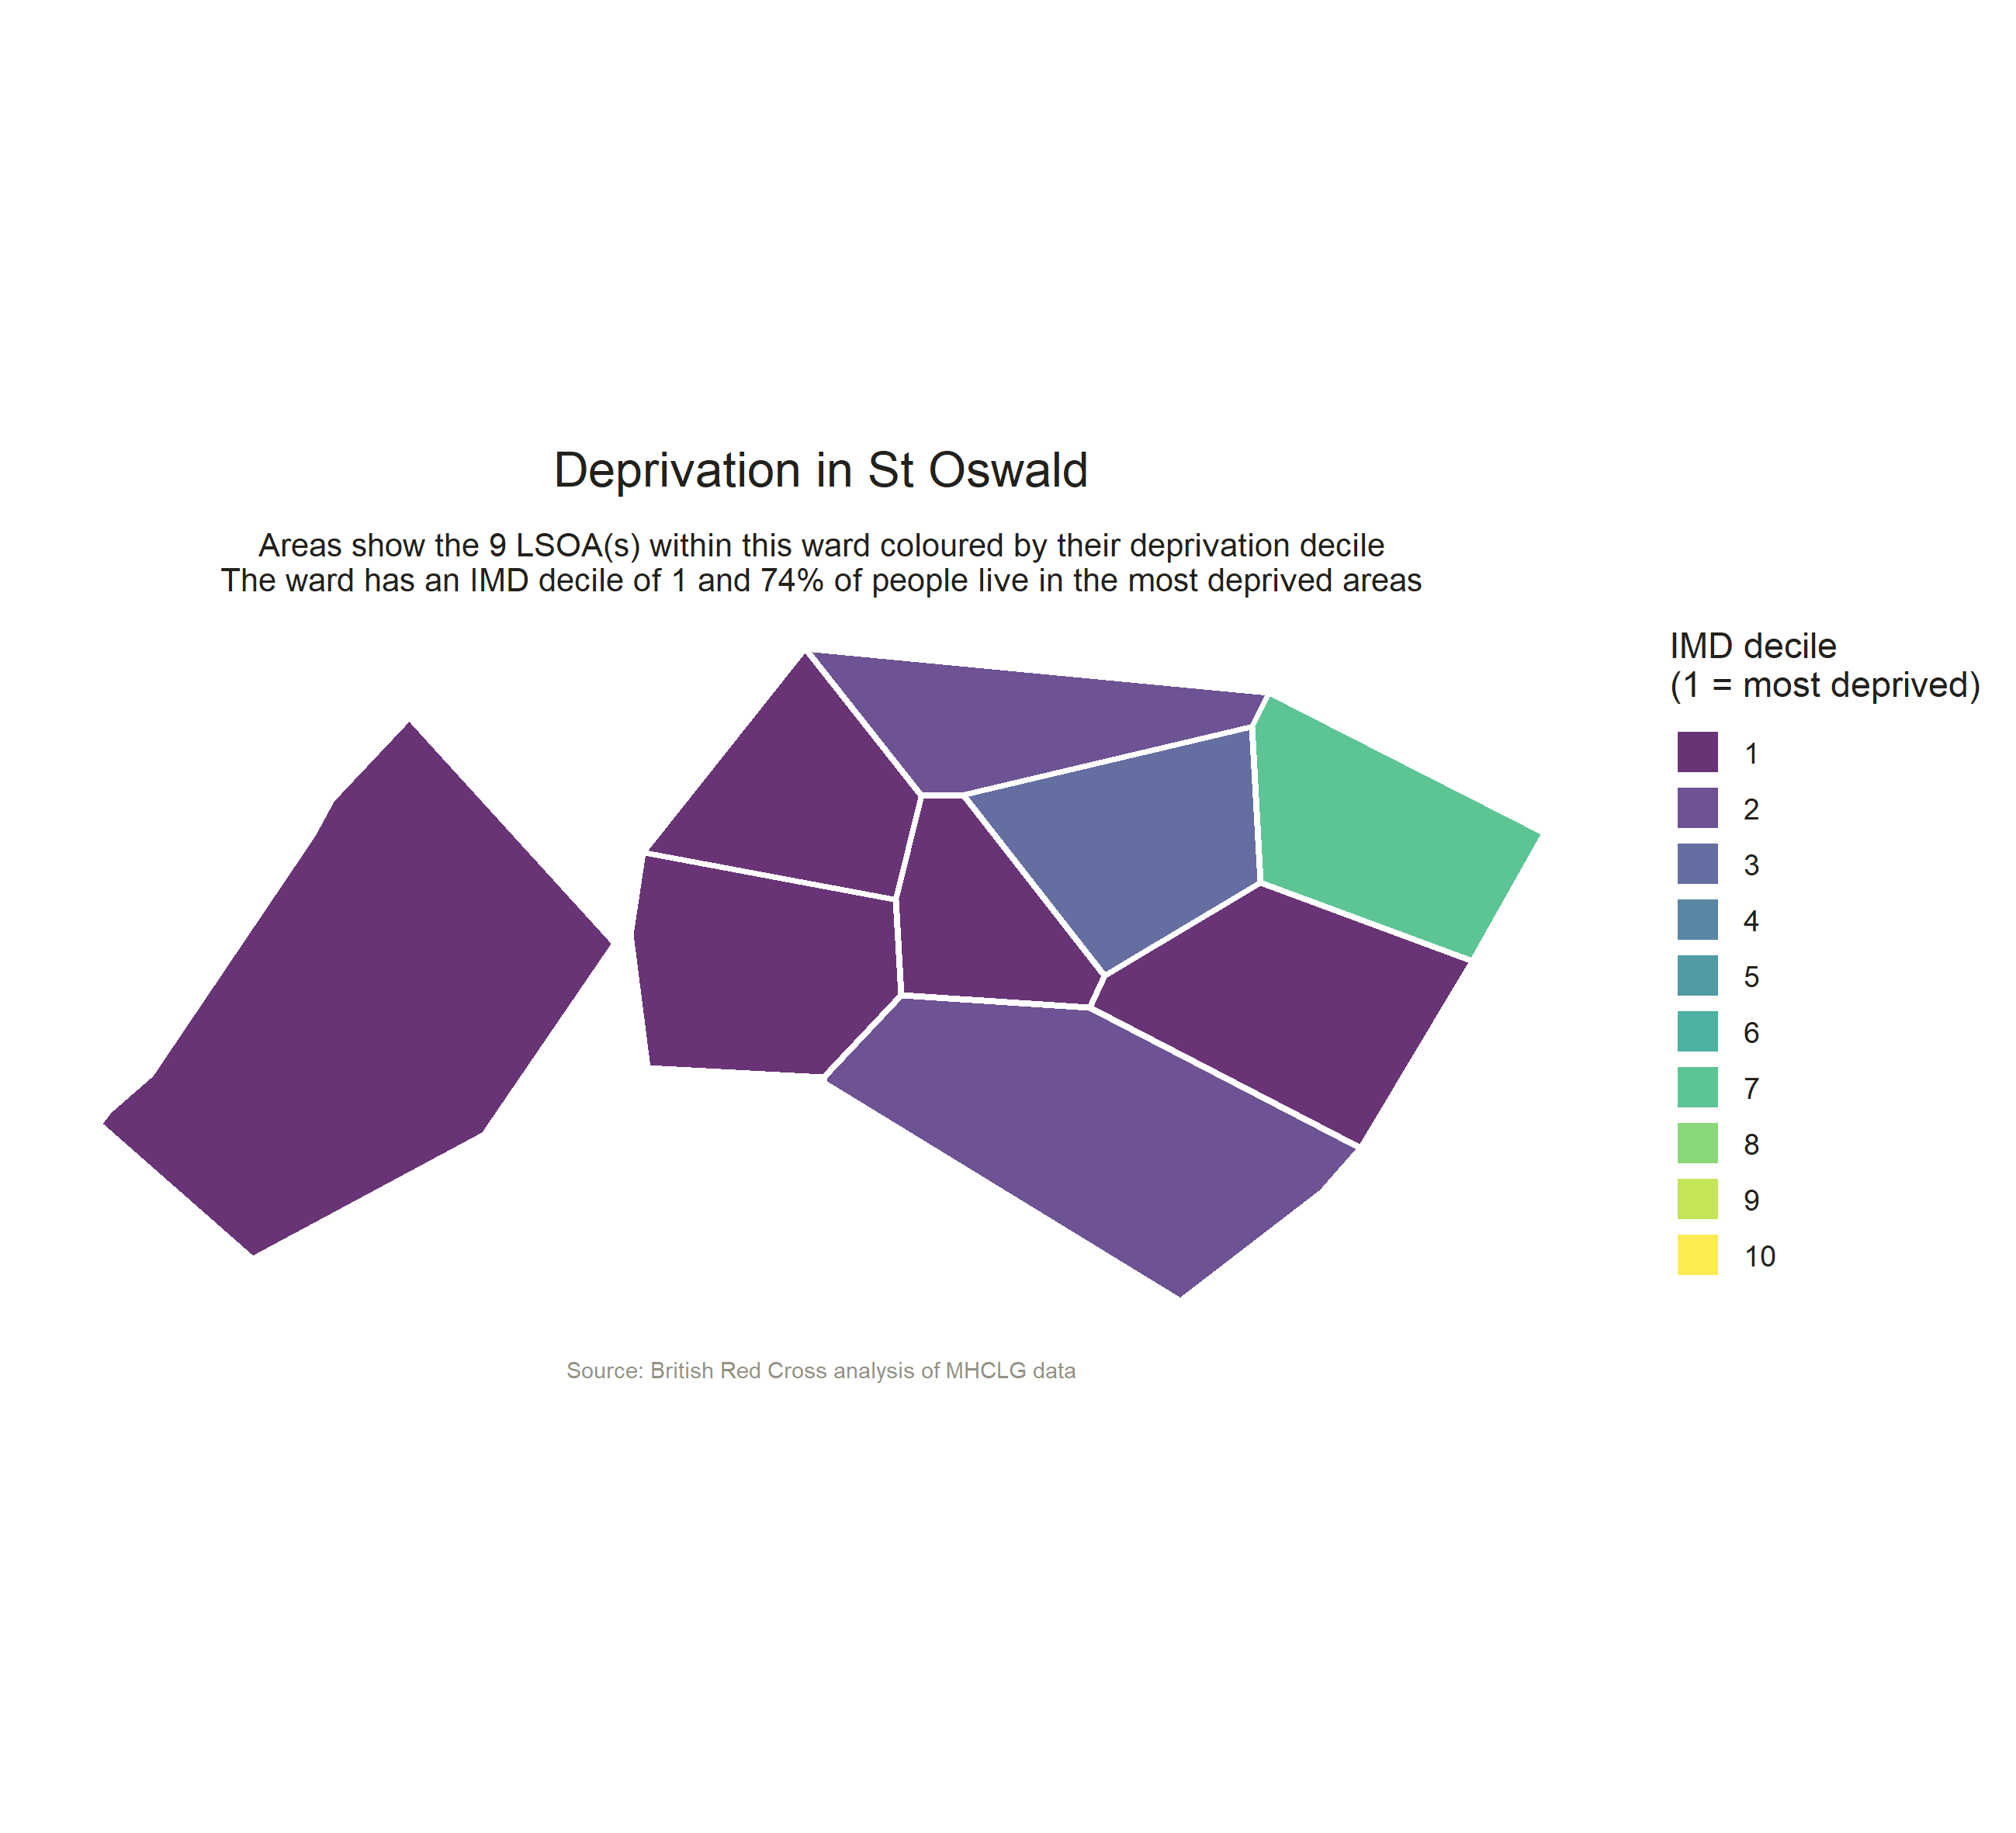 Deprivation in St Oswald
Areas show the 9 LSOA(s) within this ward coloured by their deprivation decile
The ward has an IMD decile of 1 and 74% of people live in the most deprived areas
IMD decile
(1 = most deprived)
1
2
3
4
5
6
7
8
9
10
Source: British Red Cross analysis of MHCLG data